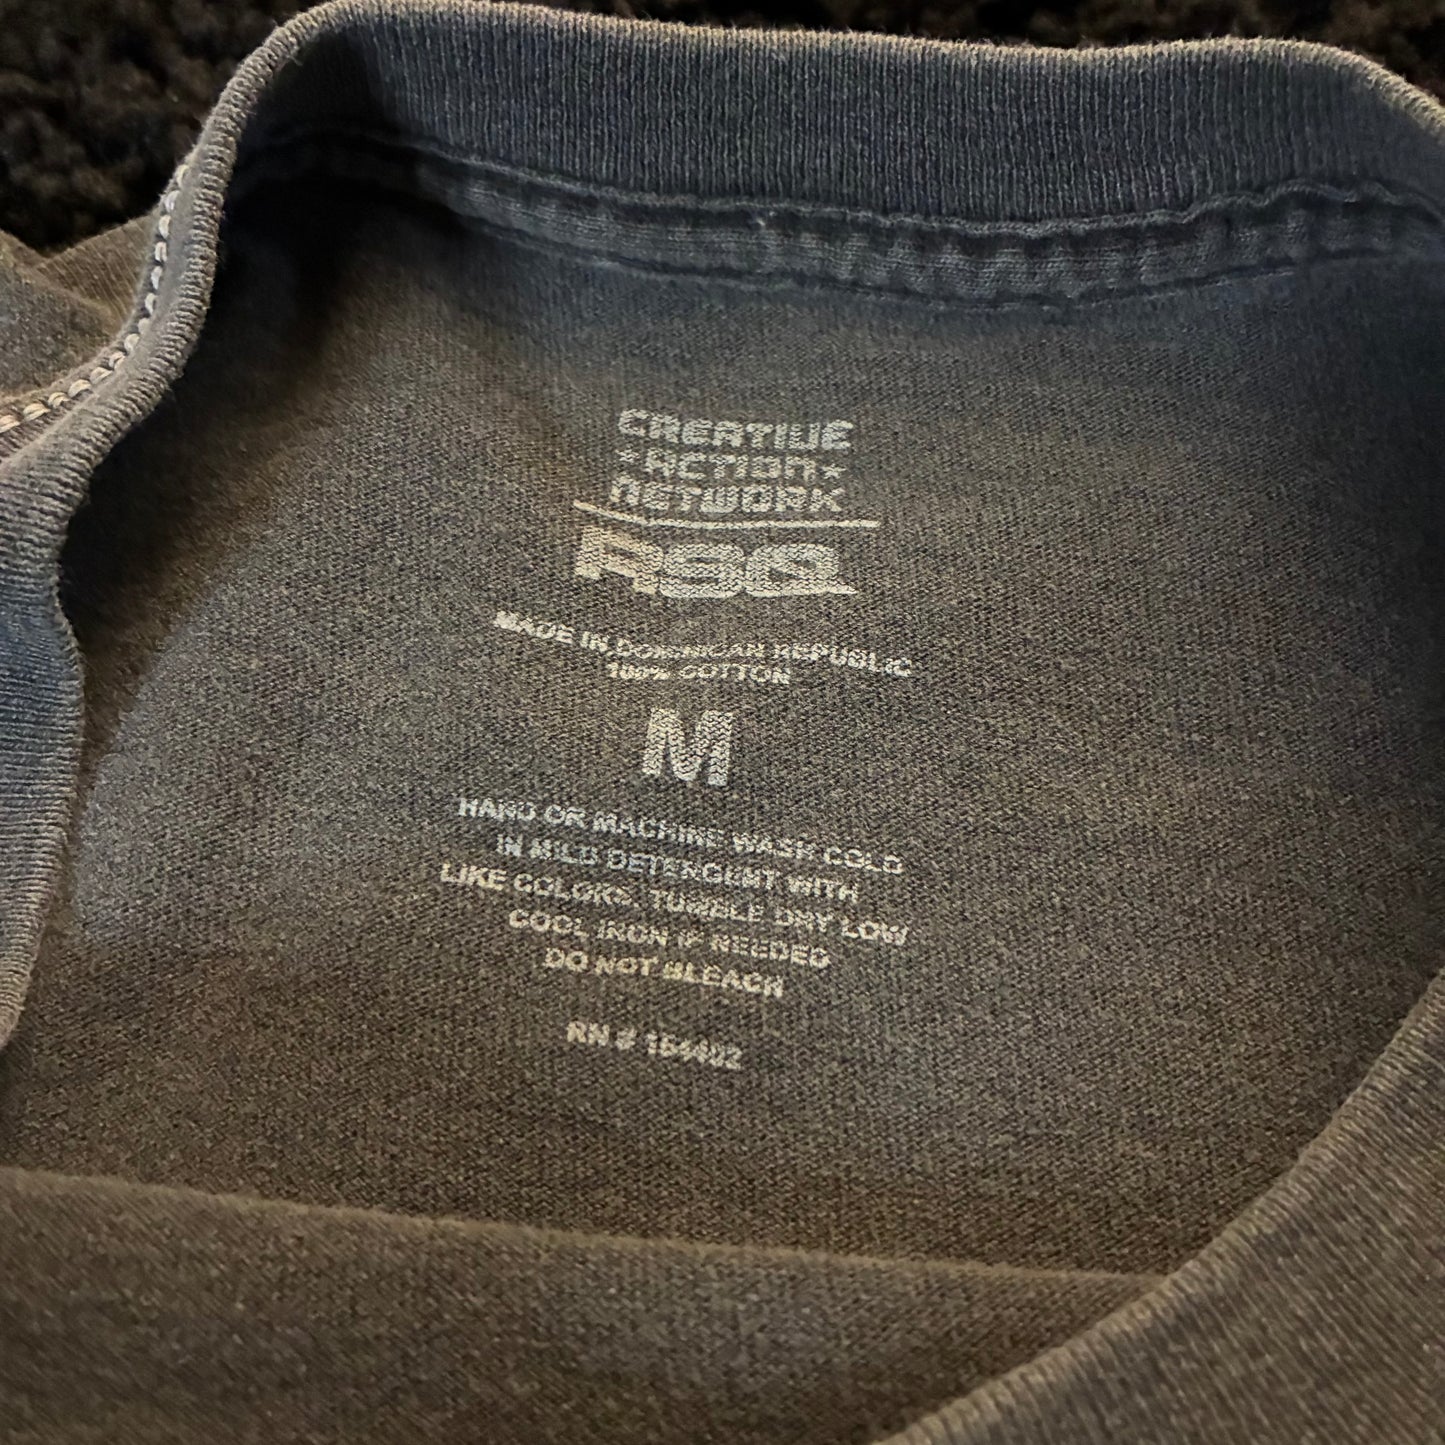 CREATIVE
★ACTION★
NETWORK
RSQ
MADE IN DOMINICAN REPUBLIC
100% COTTON
M
HAND OR MACHINE WASH COLD
IN MILD DETERGENT WITH
LIKE COLORS, TUMBLE DRY LOW
COOL IRON IF NEEDED
DO NOT BLEACH
RN #